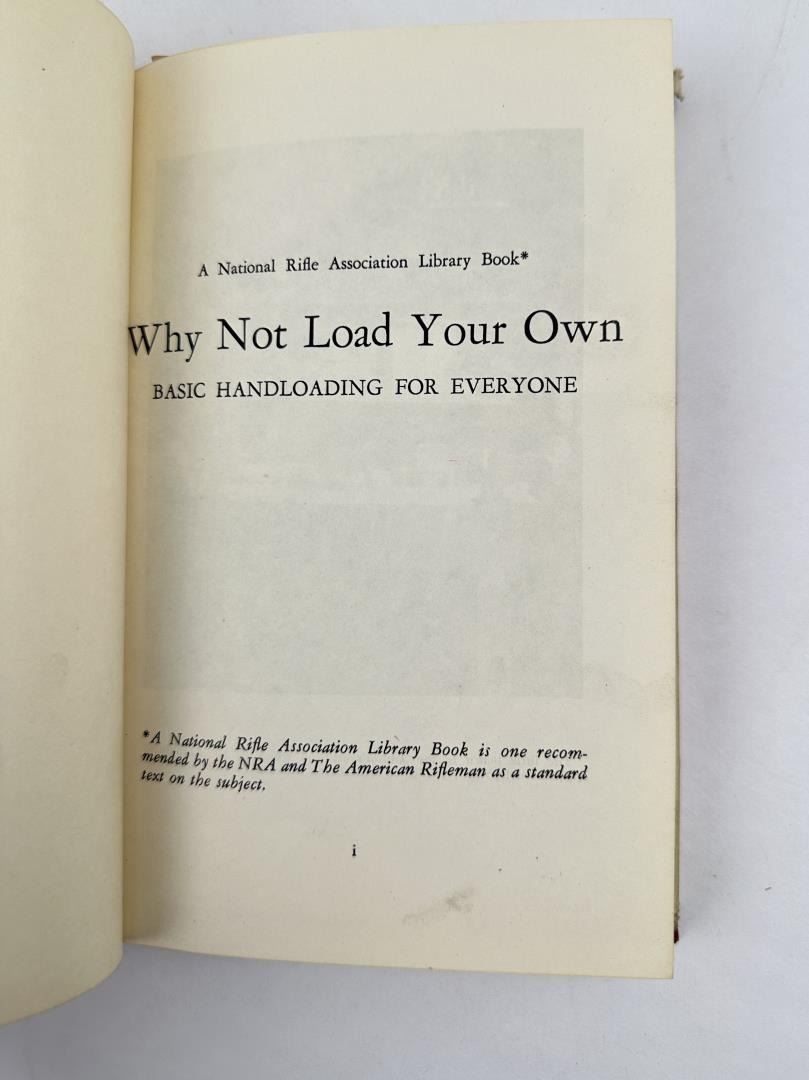 A National Rifle Association Library Book*
Why Not Load Your Own
BASIC HANDLOADING FOR EVERYONE
*A National Rifle Association Library Book is one recom-
mended by the NRA and The American Rifleman as a standard
text on the subject.
i